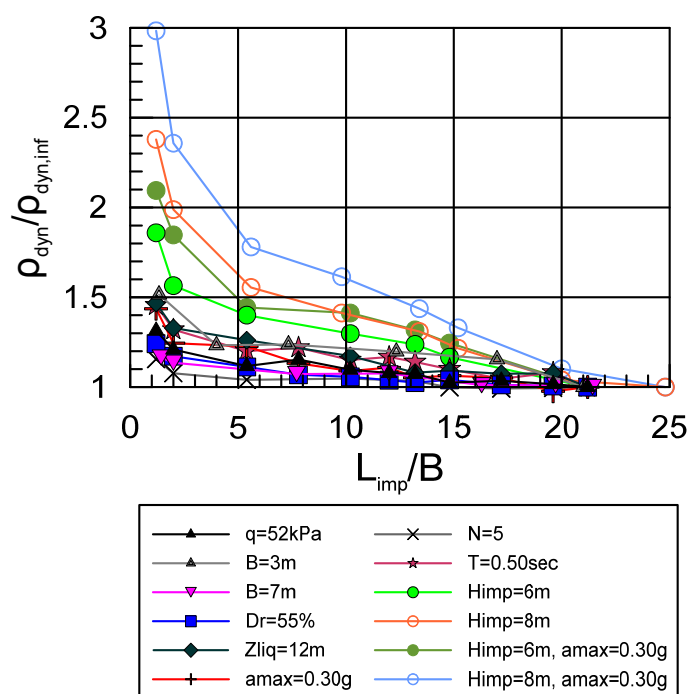 3
2.5
2
1.5
1
ρdyn/ρdyn,inf
0 5 10 15 20 25
Limp/B
q=52kPa N=5
B=3m T=0.50sec
B=7m Himp=6m
Dr=55% Himp=8m
Zliq=12m Himp=6m, amax=0.30g
amax=0.30g Himp=8m, amax=0.30g